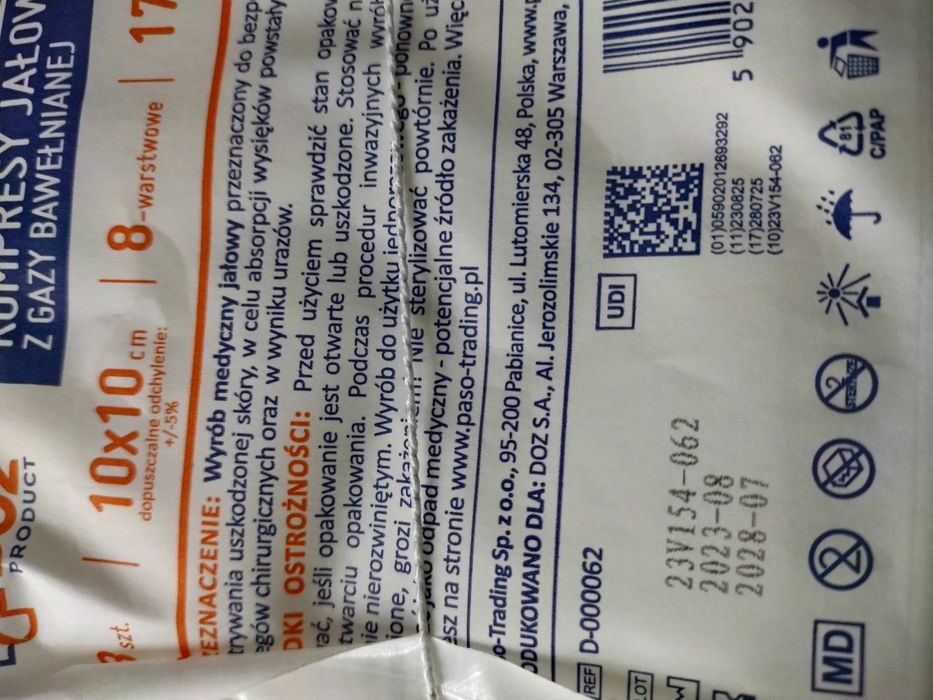 KOMPRESY JAŁOW
Z GAZY BAWEŁNIANEJ
PRODUCT
szt. | 10x10 cm | 8-warstwowe | 17
dopuszczalne odchylenie:
+/-5%
EZNACZENIE: Wyrób medyczny jałowy przeznaczony do bezp
trywania uszkodzonej skóry, w celu absorpcji wysięków powstały
egów chirurgicznych oraz w wyniku urazów.
DKI OSTROŻNOŚCI: Przed użyciem sprawdzić stan opakow
ać, jeśli opakowanie jest otwarte lub uszkodzone. Stosować n
twarciu opakowania. Podczas procedur inwazyjnych wyrób
ie nierozwiniętym. Wyrób do użytku jednorazowego - ponown
ione, grozi zakażeniem. Nie sterylizować powtórnie. Po uż
jako odpad medyczny - potencjalne źródło zakażenia. Więc
esz na stronie www.paso-trading.pl
o-Trading Sp. z o.o., 95-200 Pabianice, ul. Lutomierska 48, Polska, www.p
ODUKOWANO DLA: DOZ S.A., Al. Jerozolimskie 134, 02-305 Warszawa,
REF D-0000062
UDI
(01)05902012693292
(11)230825
(17)280725
(10)23V154-062
5 902
LOT
23V154-062
2023-08
2028-07
MD
2
2
STERILIZE
81
C/PAP